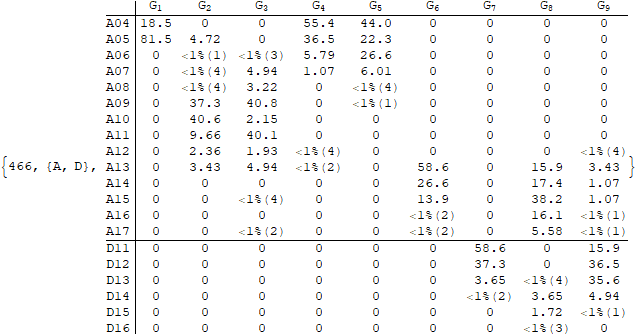 G1 G2 G3 G4 G5 G6 G7 G8 G9
A04 18.5 0 0 55.4 44.0 0 0 0 0
A05 81.5 4.72 0 36.5 22.3 0 0 0 0
A06 0 <1%(1) <1%(3) 5.79 26.6 0 0 0 0
A07 0 <1%(4) 4.94 1.07 6.01 0 0 0 0
A08 0 <1%(4) 3.22 0 <1%(4) 0 0 0 0
A09 0 37.3 40.8 0 <1%(1) 0 0 0 0
A10 0 40.6 2.15 0 0 0 0 0 0
A11 0 9.66 40.1 0 0 0 0 0 0
A12 0 2.36 1.93 <1%(4) 0 0 0 0 <1%(4)
{466, {A, D}, A13 0 3.43 4.94 <1%(2) 0 58.6 0 15.9 3.43 }
A14 0 0 0 0 0 26.6 0 17.4 1.07
A15 0 0 <1%(4) 0 0 13.9 0 38.2 1.07
A16 0 0 0 0 0 <1%(2) 0 16.1 <1%(1)
A17 0 0 <1%(2) 0 0 <1%(2) 0 5.58 <1%(1)
D11 0 0 0 0 0 0 58.6 0 15.9
D12 0 0 0 0 0 0 37.3 0 36.5
D13 0 0 0 0 0 0 3.65 <1%(4) 35.6
D14 0 0 0 0 0 0 <1%(2) 3.65 4.94
D15 0 0 0 0 0 0 0 1.72 <1%(1)
D16 0 0 0 0 0 0 0 <1%(3) 0